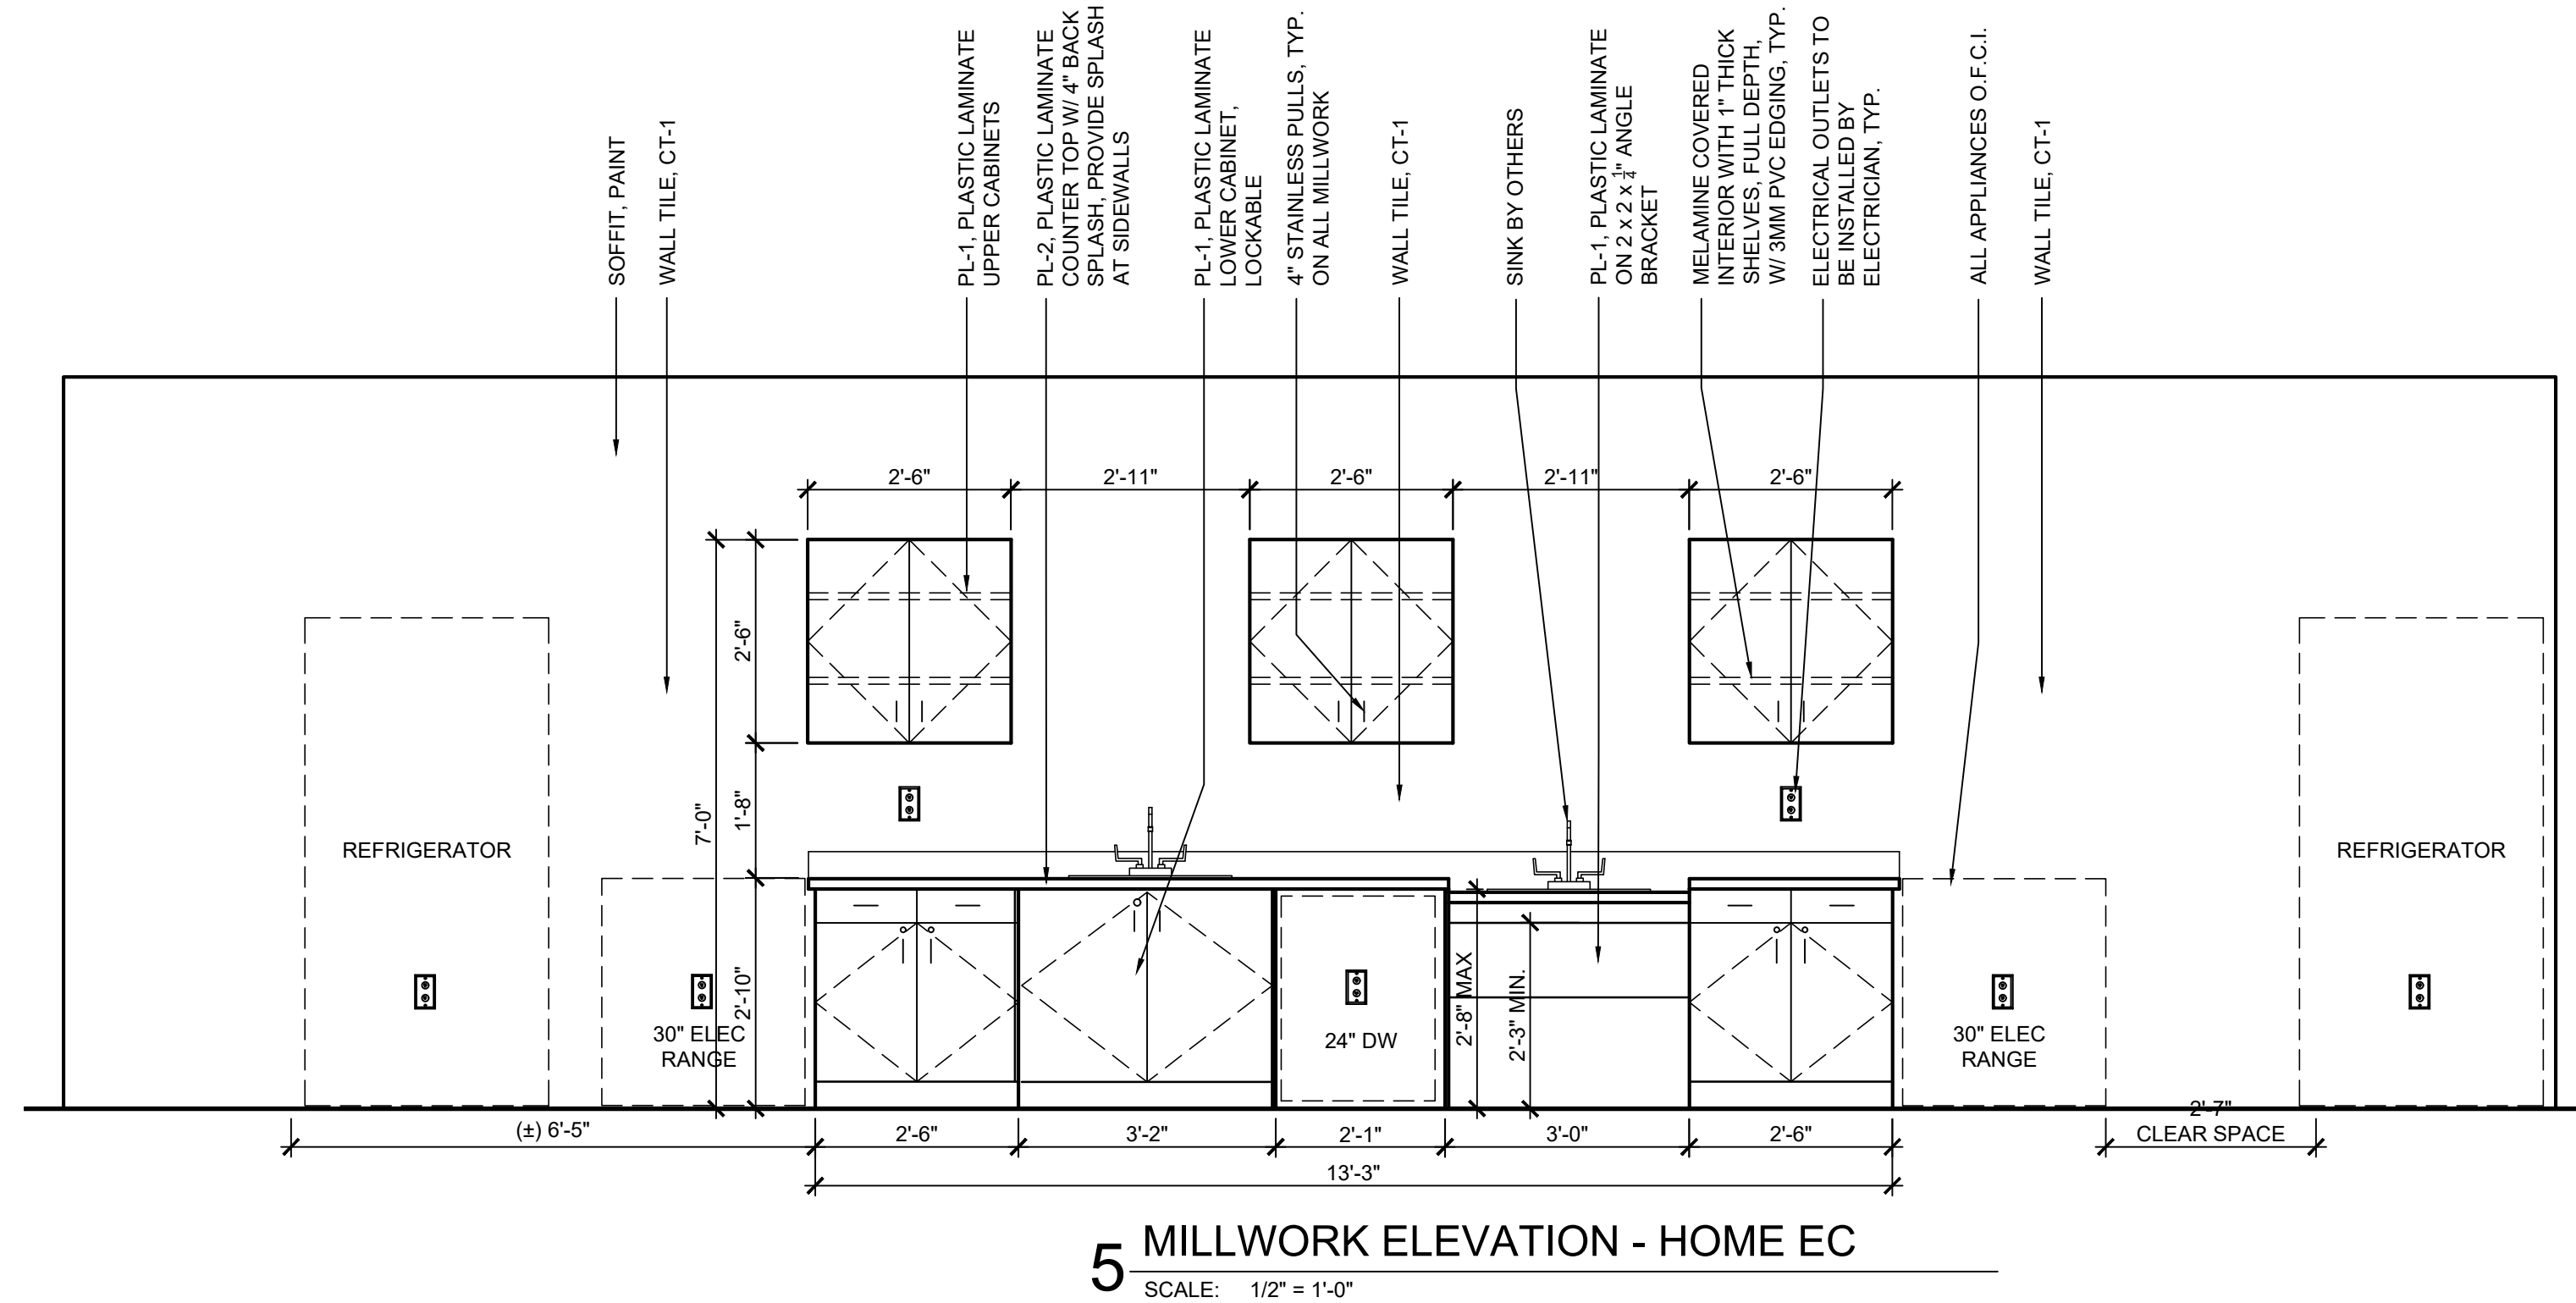 SOFFIT, PAINT
WALL TILE, CT-1
PL-1, PLASTIC LAMINATE
UPPER CABINETS
PL-2, PLASTIC LAMINATE
COUNTER TOP W/ 4" BACK
SPLASH, PROVIDE SPLASH
AT SIDEWALLS
PL-1, PLASTIC LAMINATE
LOWER CABINET,
LOCKABLE
4" STAINLESS PULLS, TYP.
ON ALL MILLWORK
WALL TILE, CT-1
SINK BY OTHERS
PL-1, PLASTIC LAMINATE
ON 2 x 2 x 1/4" ANGLE
BRACKET
MELAMINE COVERED
INTERIOR WITH 1" THICK
SHELVES, FULL DEPTH,
W/ 3MM PVC EDGING, TYP.
ELECTRICAL OUTLETS TO
BE INSTALLED BY
ELECTRICIAN, TYP.
ALL APPLIANCES O.F.C.I.
WALL TILE, CT-1
2'-6"
2'-11"
2'-6"
2'-11"
2'-6"
7'-0"
2'-6"
1'-8"
2'-10"
REFRIGERATOR
30" ELEC
RANGE
24" DW
2'-8" MAX
2'-3" MIN.
30" ELEC
RANGE
REFRIGERATOR
(±) 6'-5"
2'-6"
3'-2"
2'-1"
3'-0"
2'-6"
2'-7"
CLEAR SPACE
13'-3"
5 MILLWORK ELEVATION - HOME EC
SCALE: 1/2" = 1'-0"